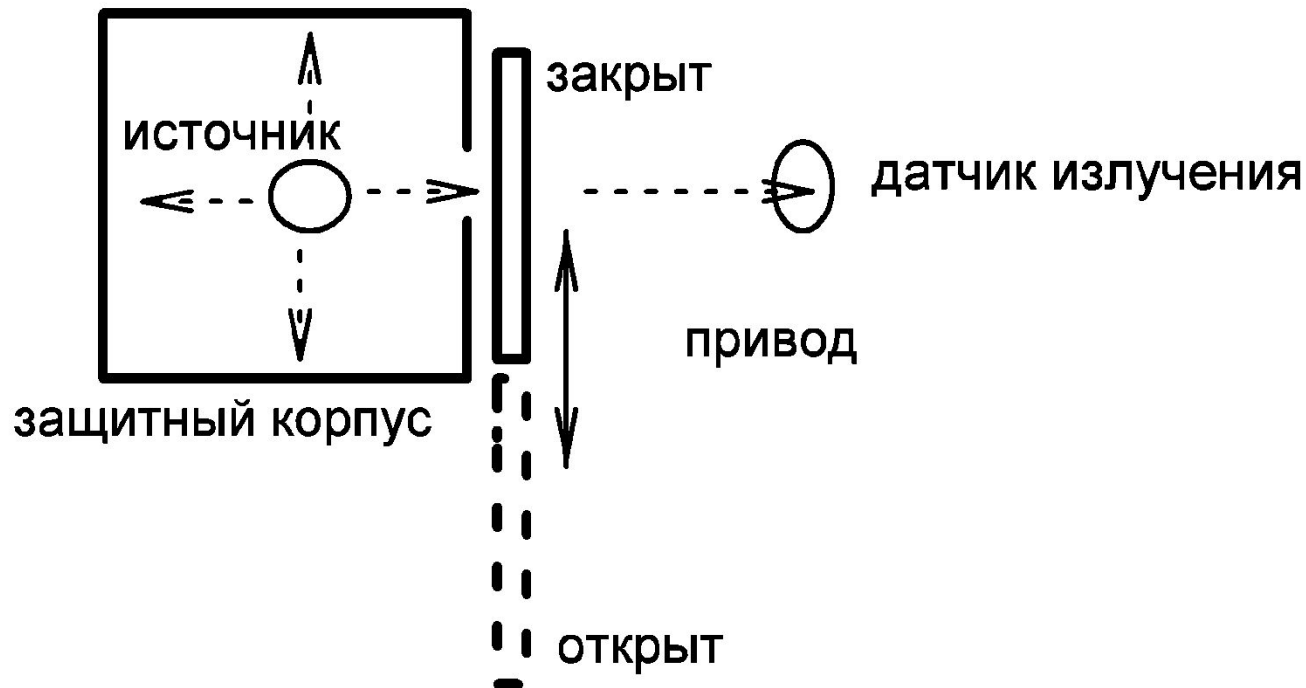 закрыт
источник
датчик излучения
привод
защитный корпус
открыт